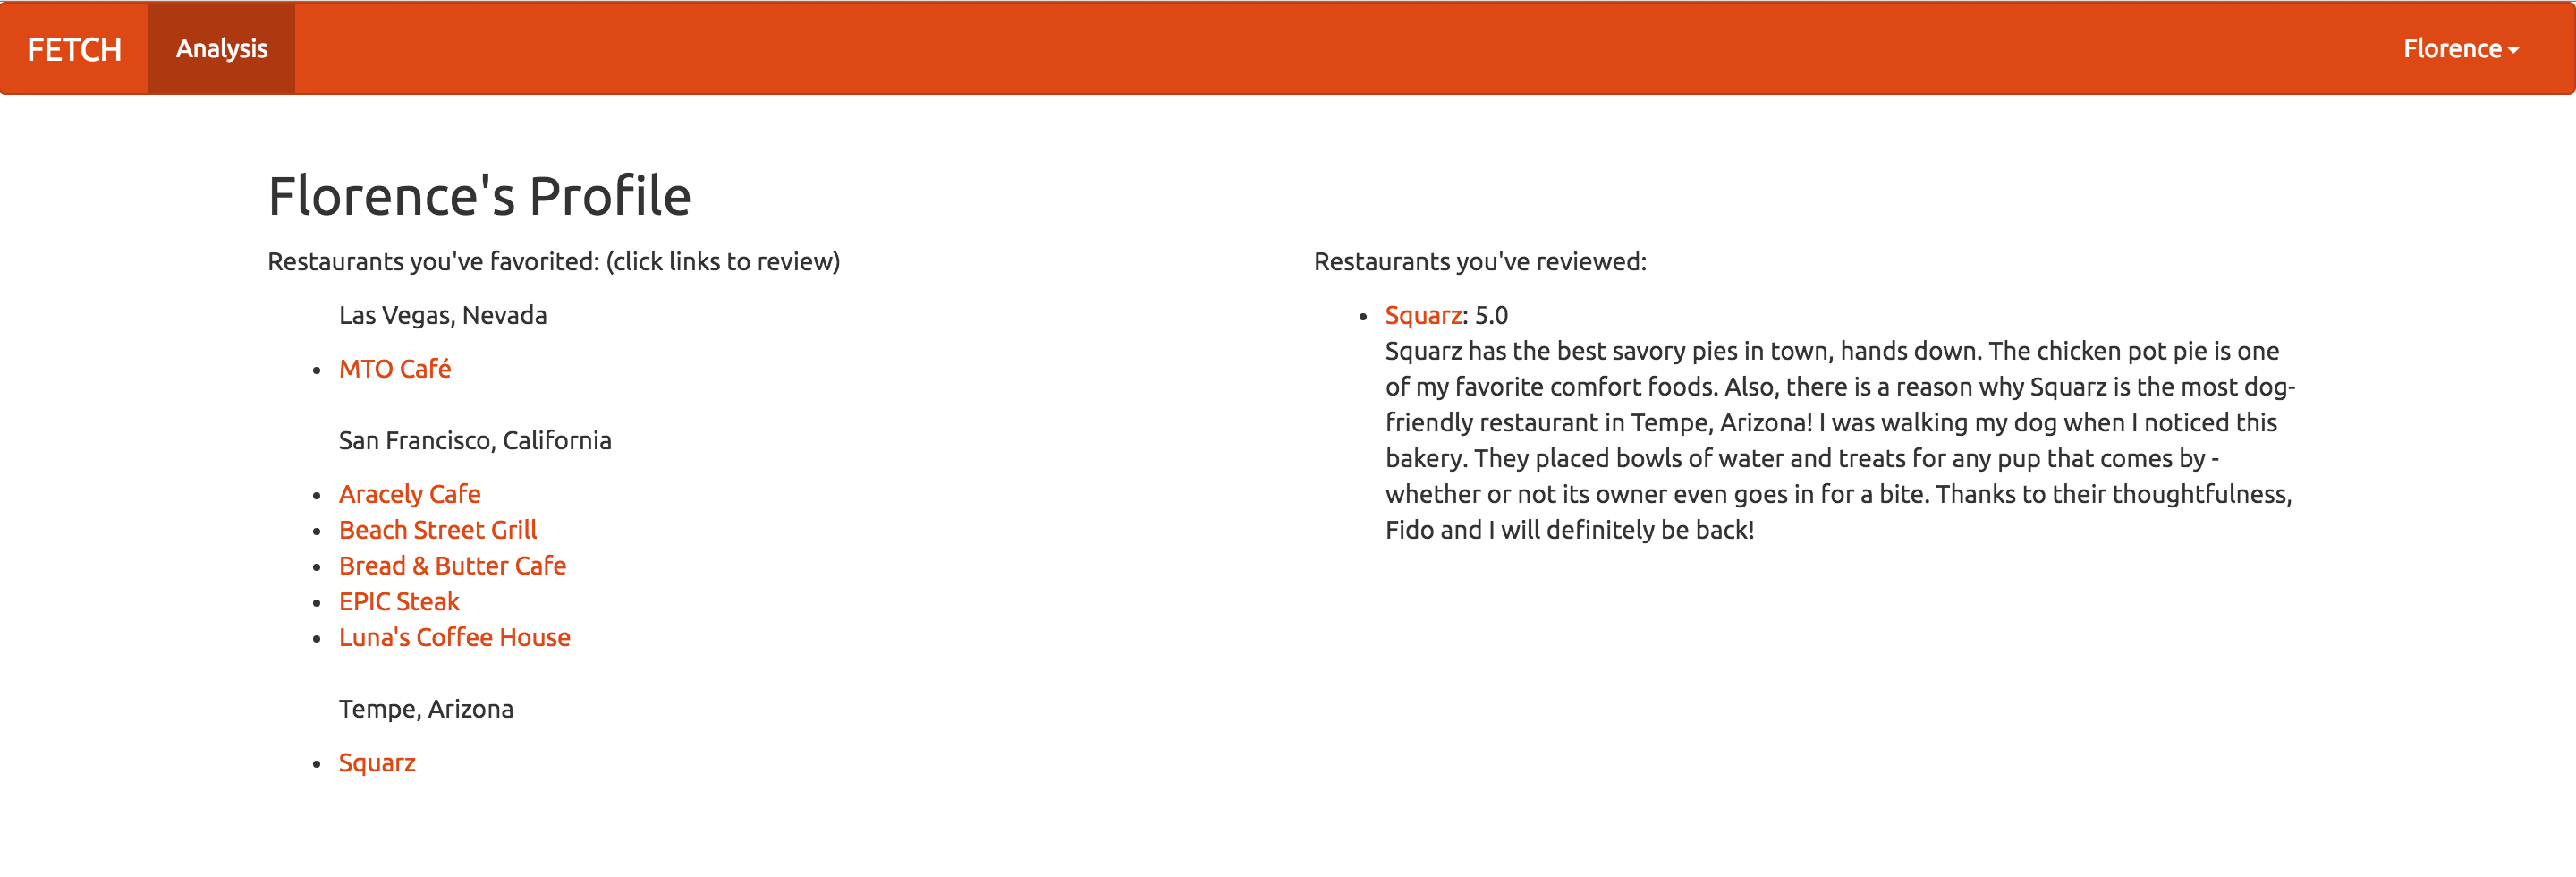 FETCH
Analysis
Florence
Florence's Profile
Restaurants you've favorited: (click links to review)
Las Vegas, Nevada
MTO Café
San Francisco, California
Aracely Cafe
Beach Street Grill
Bread & Butter Cafe
EPIC Steak
Luna's Coffee House
Tempe, Arizona
Squarz
Restaurants you've reviewed:
Squarz: 5.0
Squarz has the best savory pies in town, hands down. The chicken pot pie is one
of my favorite comfort foods. Also, there is a reason why Squarz is the most dog-
friendly restaurant in Tempe, Arizona! I was walking my dog when I noticed this
bakery. They placed bowls of water and treats for any pup that comes by -
whether or not its owner even goes in for a bite. Thanks to their thoughtfulness,
Fido and I will definitely be back!